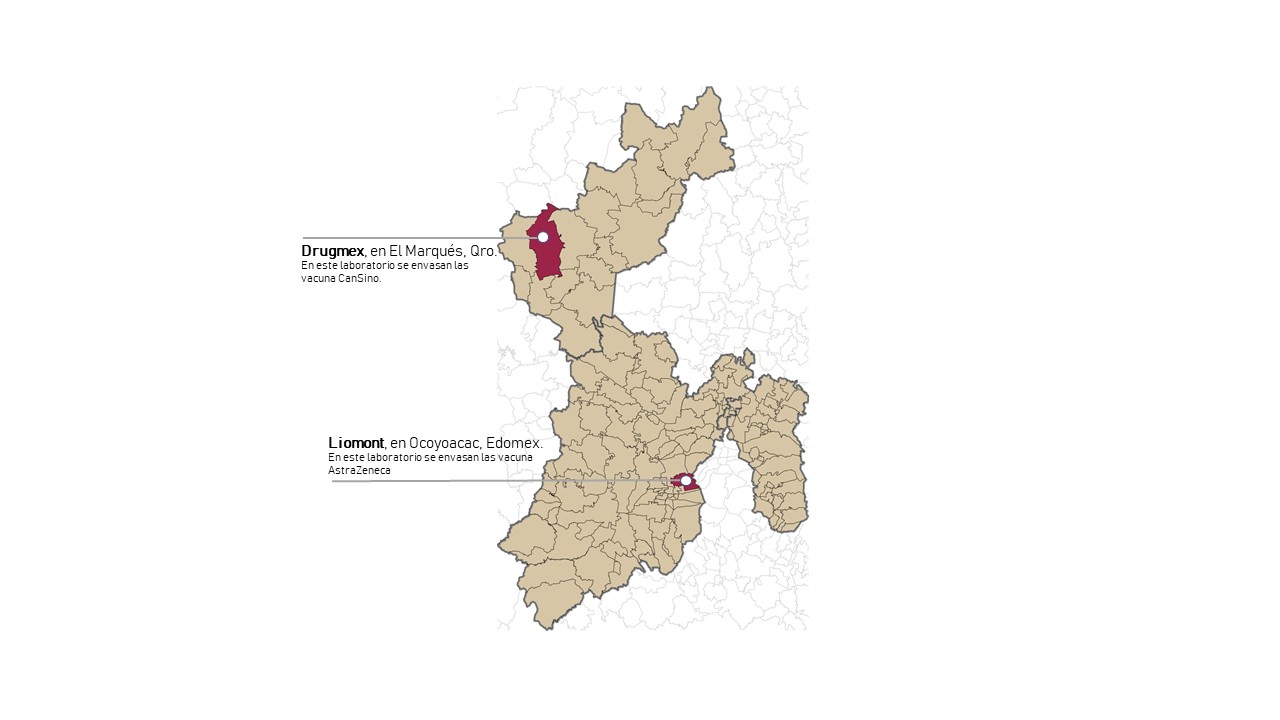 Drugmex, en El Marqués, Qro.
En este laboratorio se envasan las
vacuna CanSino.
Liomont, en Ocoyoacac, Edomex.
En este laboratorio se envasan las vacuna
AstraZeneca